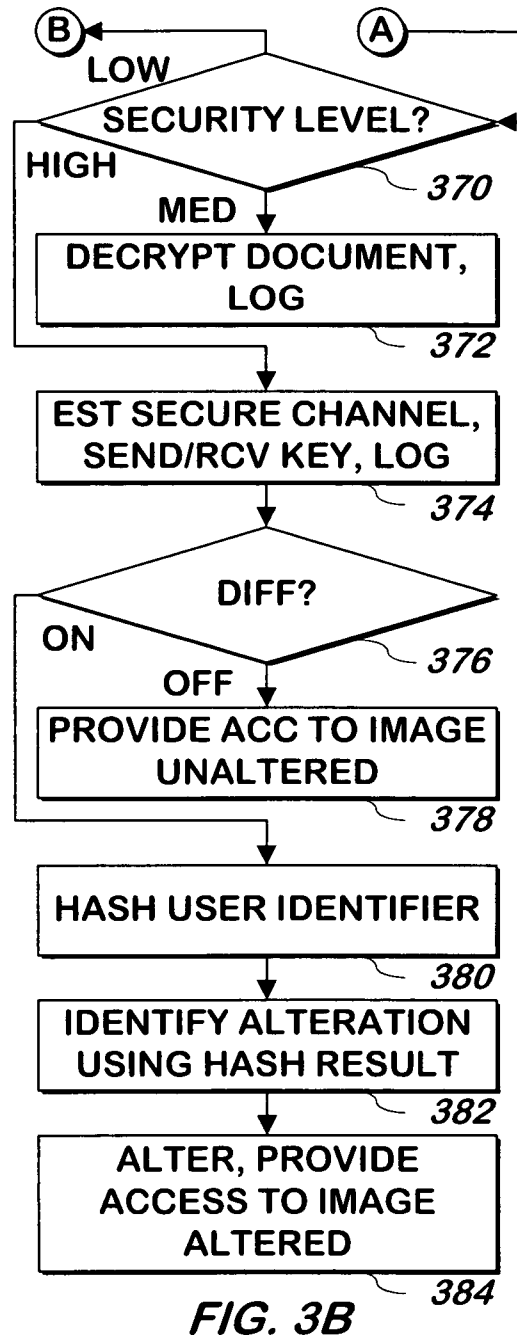 B
A
LOW
SECURITY LEVEL?
HIGH
370
MED
DECRYPT DOCUMENT,
LOG
372
EST SECURE CHANNEL,
SEND/RCV KEY, LOG
374
DIFF?
ON
376
OFF
PROVIDE ACC TO IMAGE
UNALTERED
378
HASH USER IDENTIFIER
380
IDENTIFY ALTERATION
USING HASH RESULT
382
ALTER, PROVIDE
ACCESS TO IMAGE
ALTERED
384
FIG. 3B